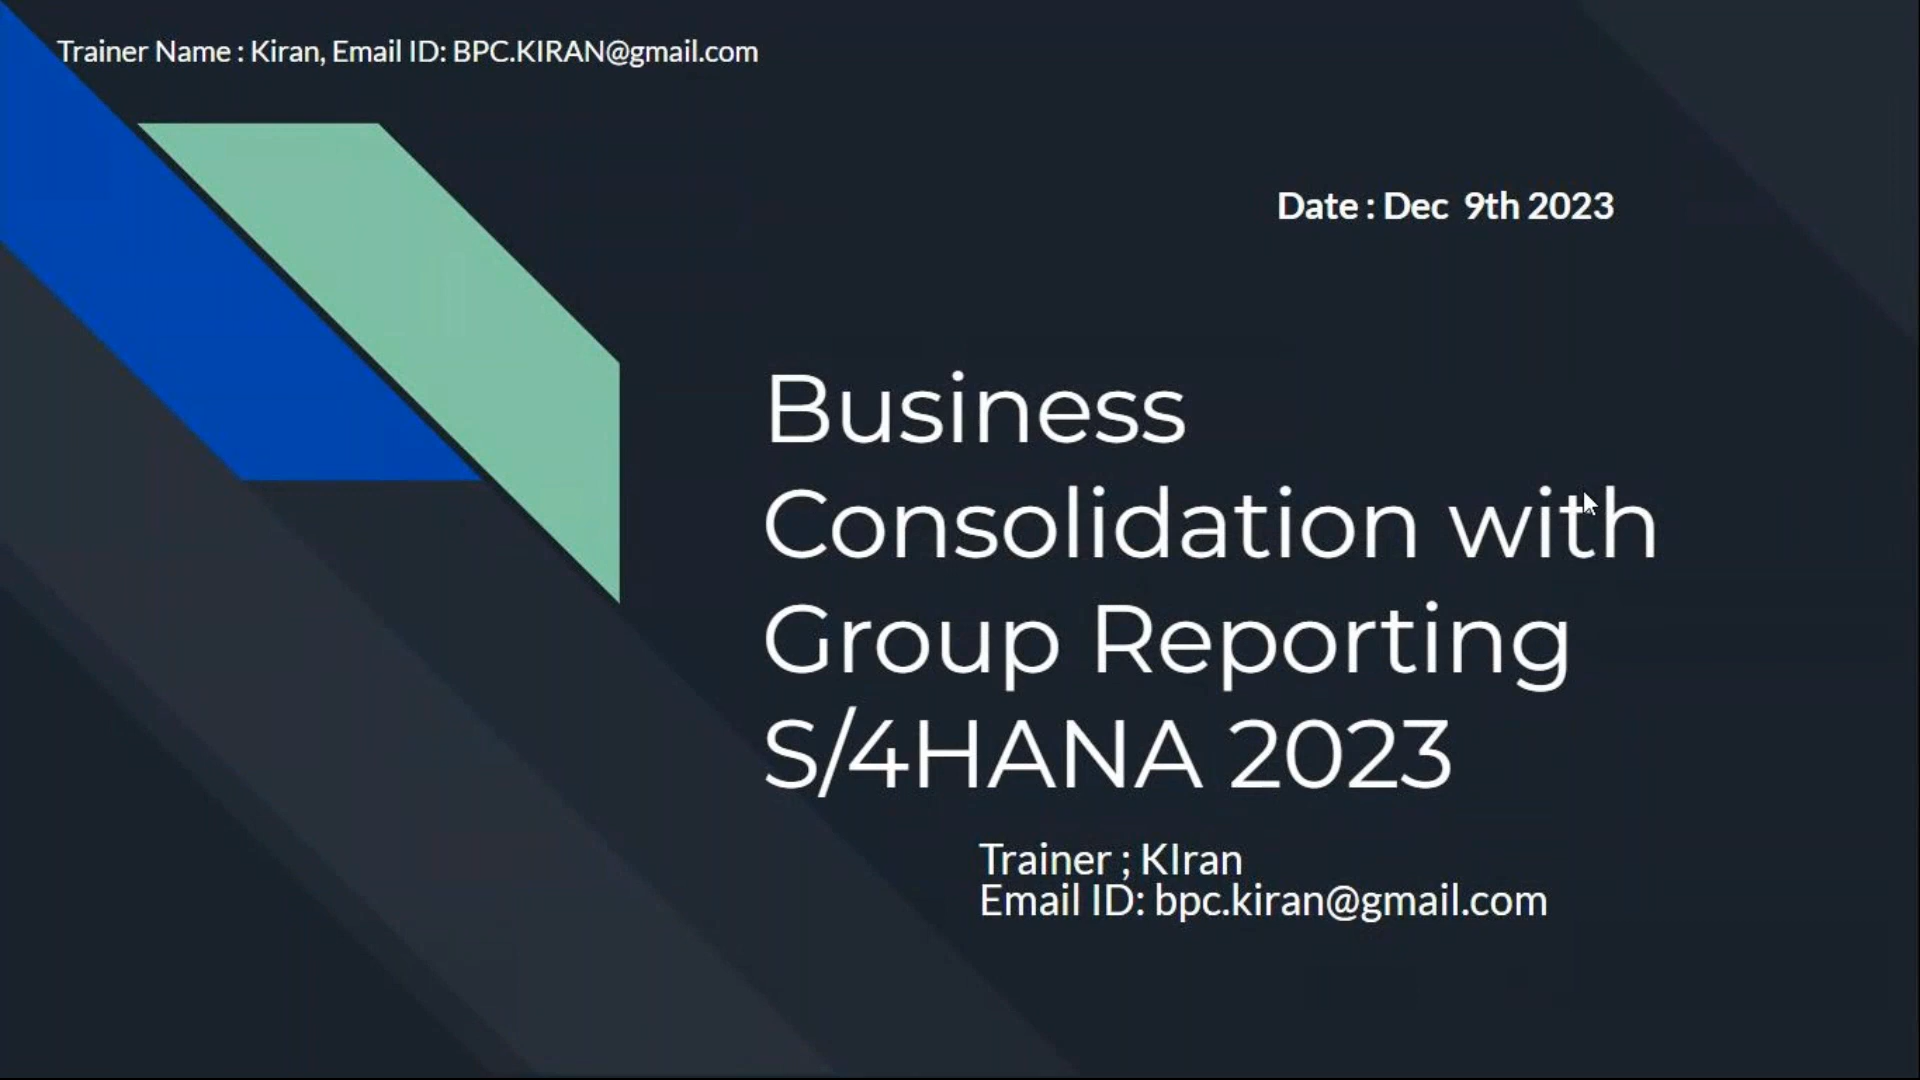 Trainer Name : Kiran, Email ID: BPC.KIRAN@gmail.com
Date : Dec  9th 2023
Business
Consolidation with
Group Reporting
S/4HANA 2023
Trainer ; KIran
Email ID: bpc.kiran@gmail.com